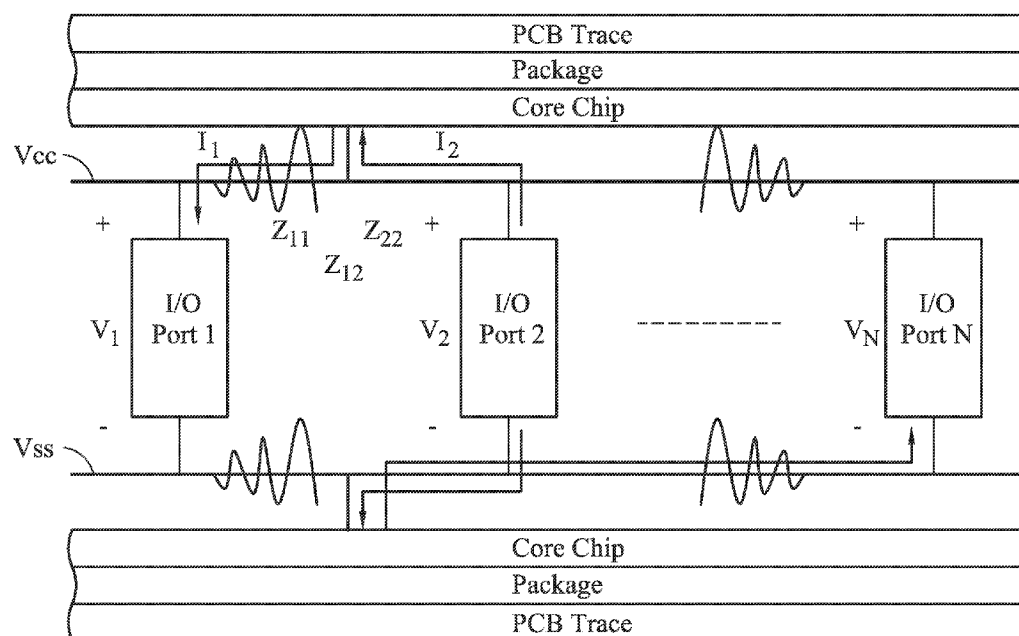 PCB Trace
Package
Core Chip
I1
I2
Vcc
+
+
+
Z11
Z22
Z12
I/O
Port 1
I/O
Port 2
I/O
Port N
V1
V2
VN
-
-
-
Vss
Core Chip
Package
PCB Trace